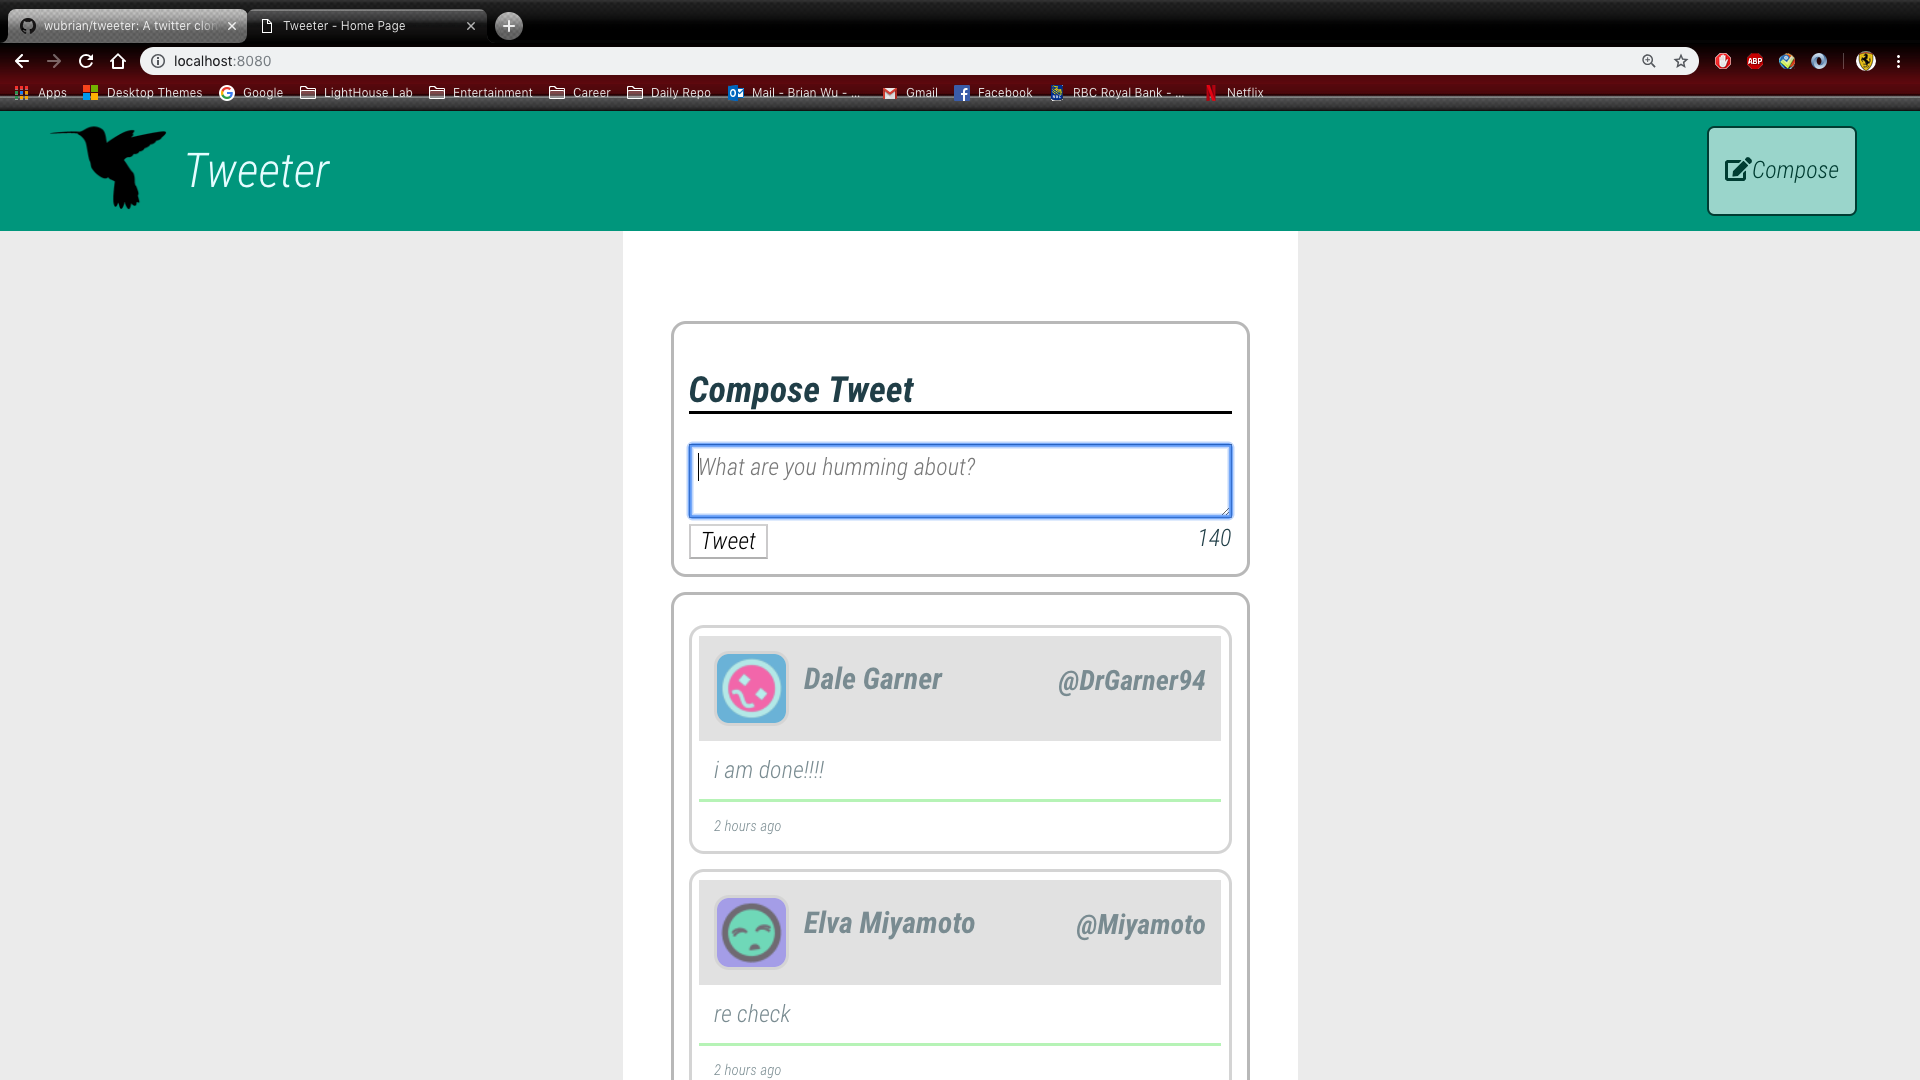 wubrian/tweeter: A twitter clo
Tweeter - Home Page
localhost:8080
ABP
Apps
Desktop Themes
Google
LightHouse Lab
Entertainment
Career
Daily Repo
Mail - Brian Wu - ...
Gmail
Facebook
RBC Royal Bank - ...
Netflix
Tweeter
Compose
Compose Tweet
What are you humming about?
Tweet
140
Dale Garner
@DrGarner94
i am done!!!!
2 hours ago
Elva Miyamoto
@Miyamoto
re check
2 hours ago